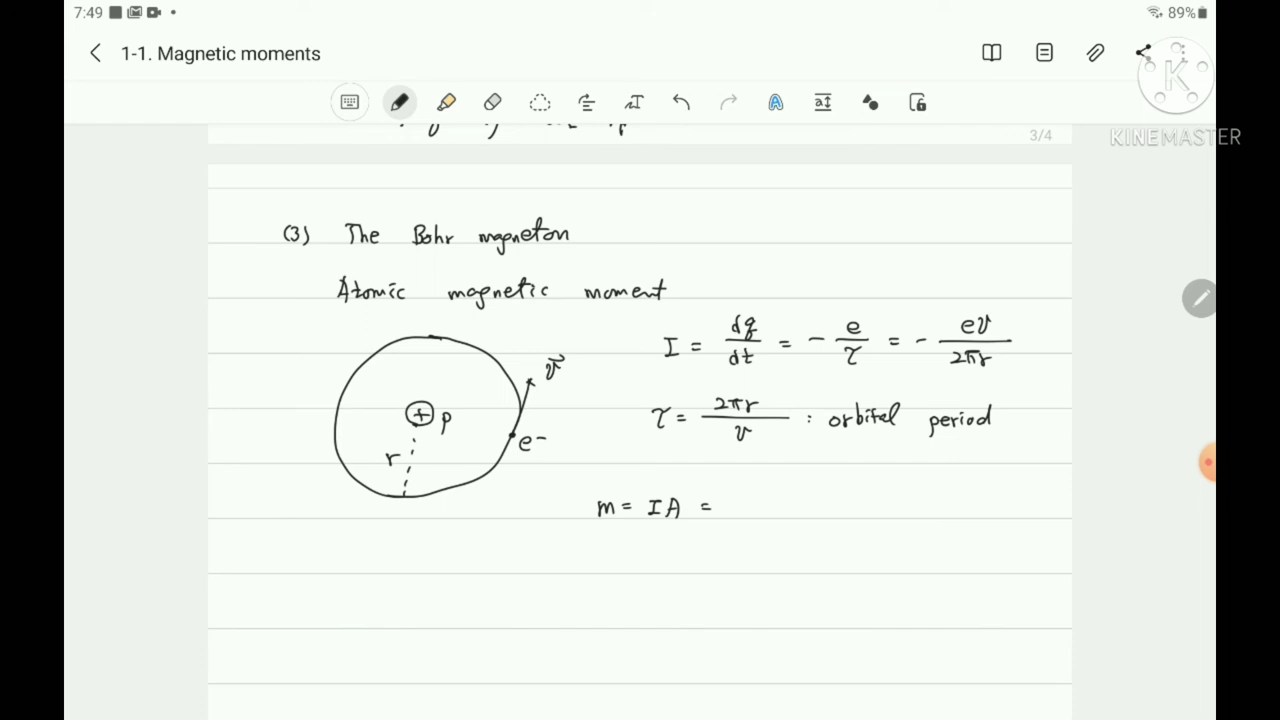 7:49
89%
1-1. Magnetic moments
KINEMASTER
3/4
(3) The Bohr magneton
Atomic magnetic moment
I = dq/dt = - e/τ = - ev/2πr
τ = 2πr/v : orbital period
v⃗
+ p
e-
r
m = IA =